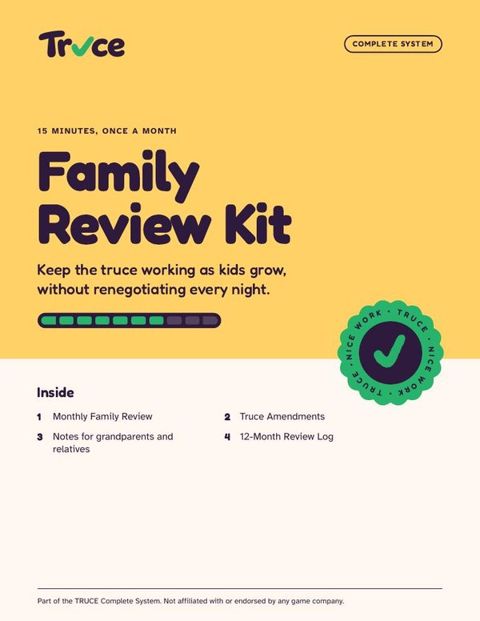 Truce
COMPLETE SYSTEM
15 MINUTES, ONCE A MONTH
Family
Review Kit
Keep the truce working as kids grow,
without renegotiating every night.
NICE WORK · TRUCE · NICE WORK · TRUCE ·
Inside
1 Monthly Family Review
2 Truce Amendments
3 Notes for grandparents and
relatives
4 12-Month Review Log
Part of the TRUCE Complete System. Not affiliated with or endorsed by any game company.